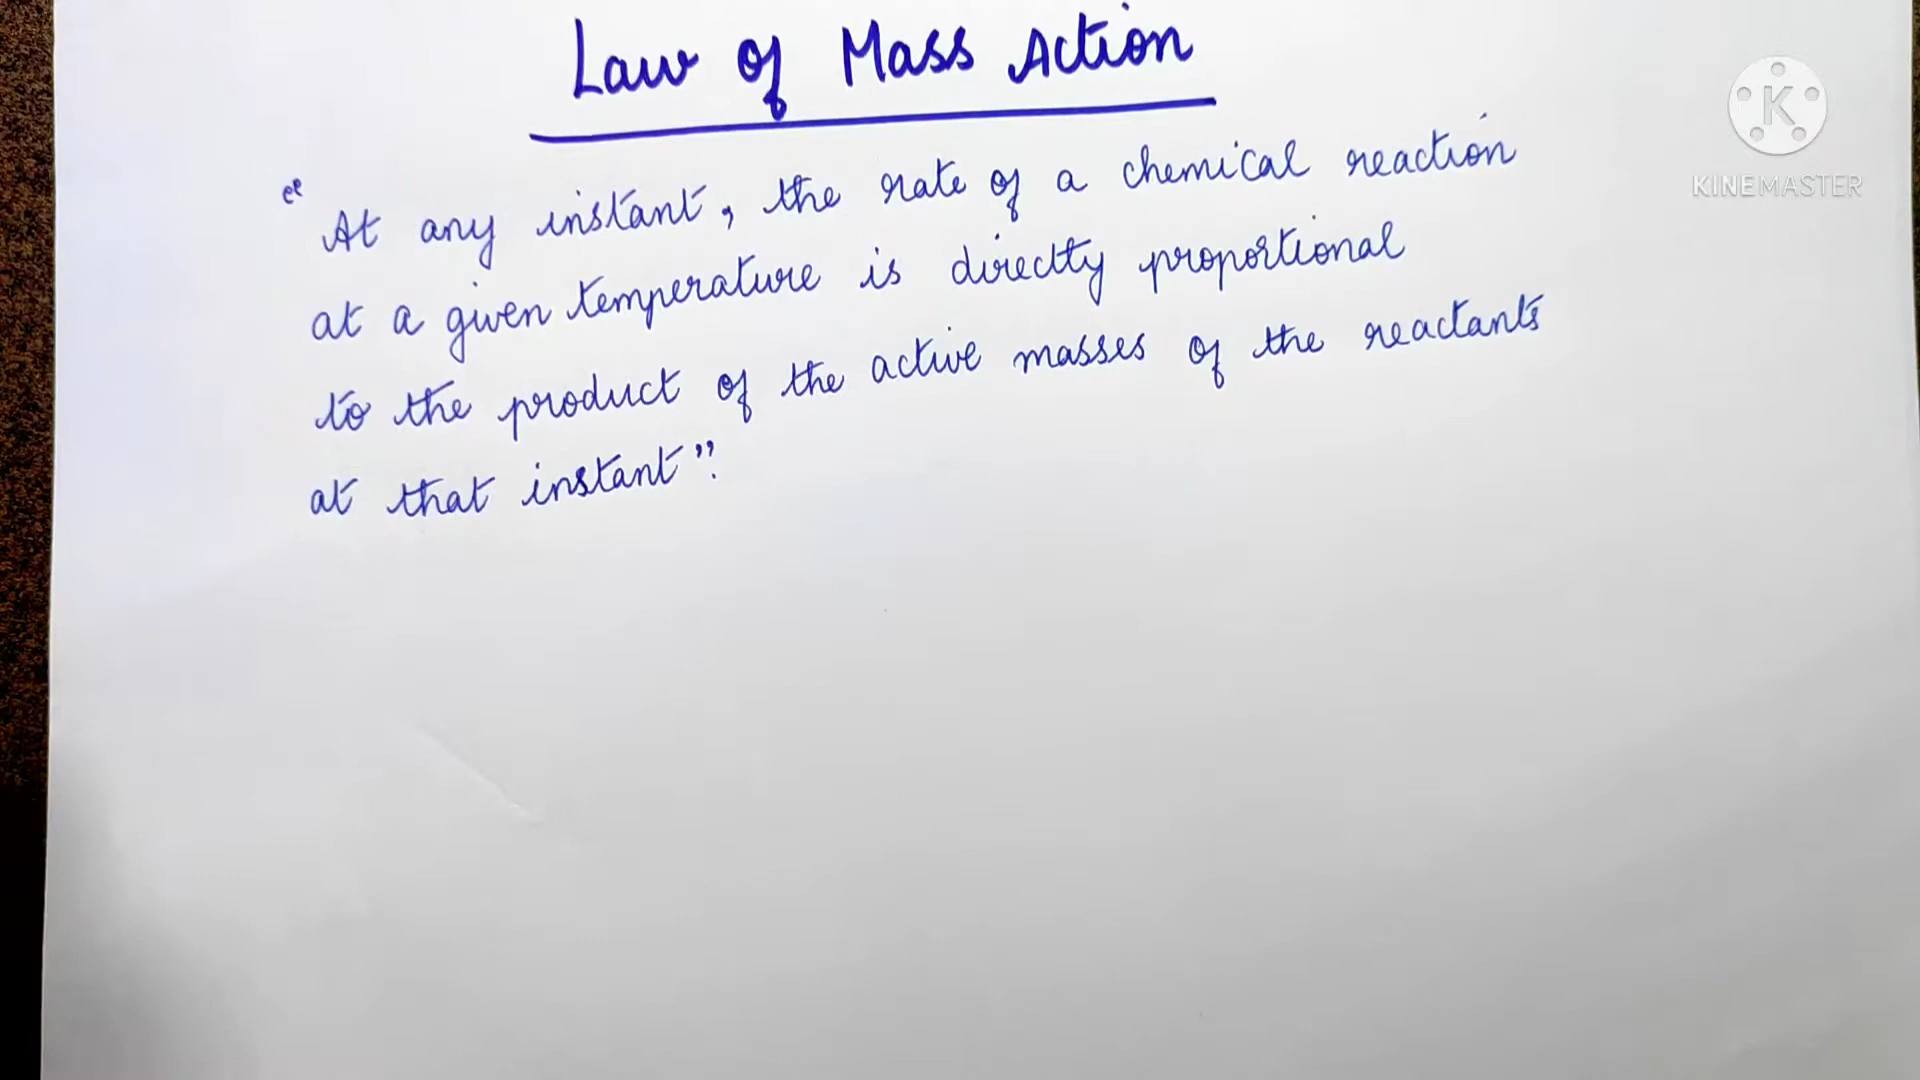 Law of Mass Action
K
KINEMASTER
"At any instant, the rate of a chemical reaction
at a given temperature is directly proportional
to the product of the active masses of the reactants
at that instant".